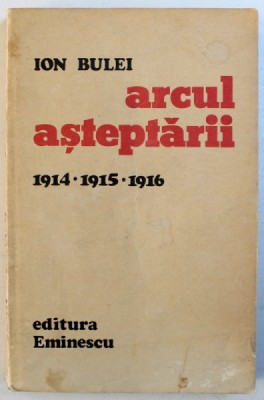 ION BULEI
arcul
așteptării
1914 • 1915 • 1916
editura
Eminescu